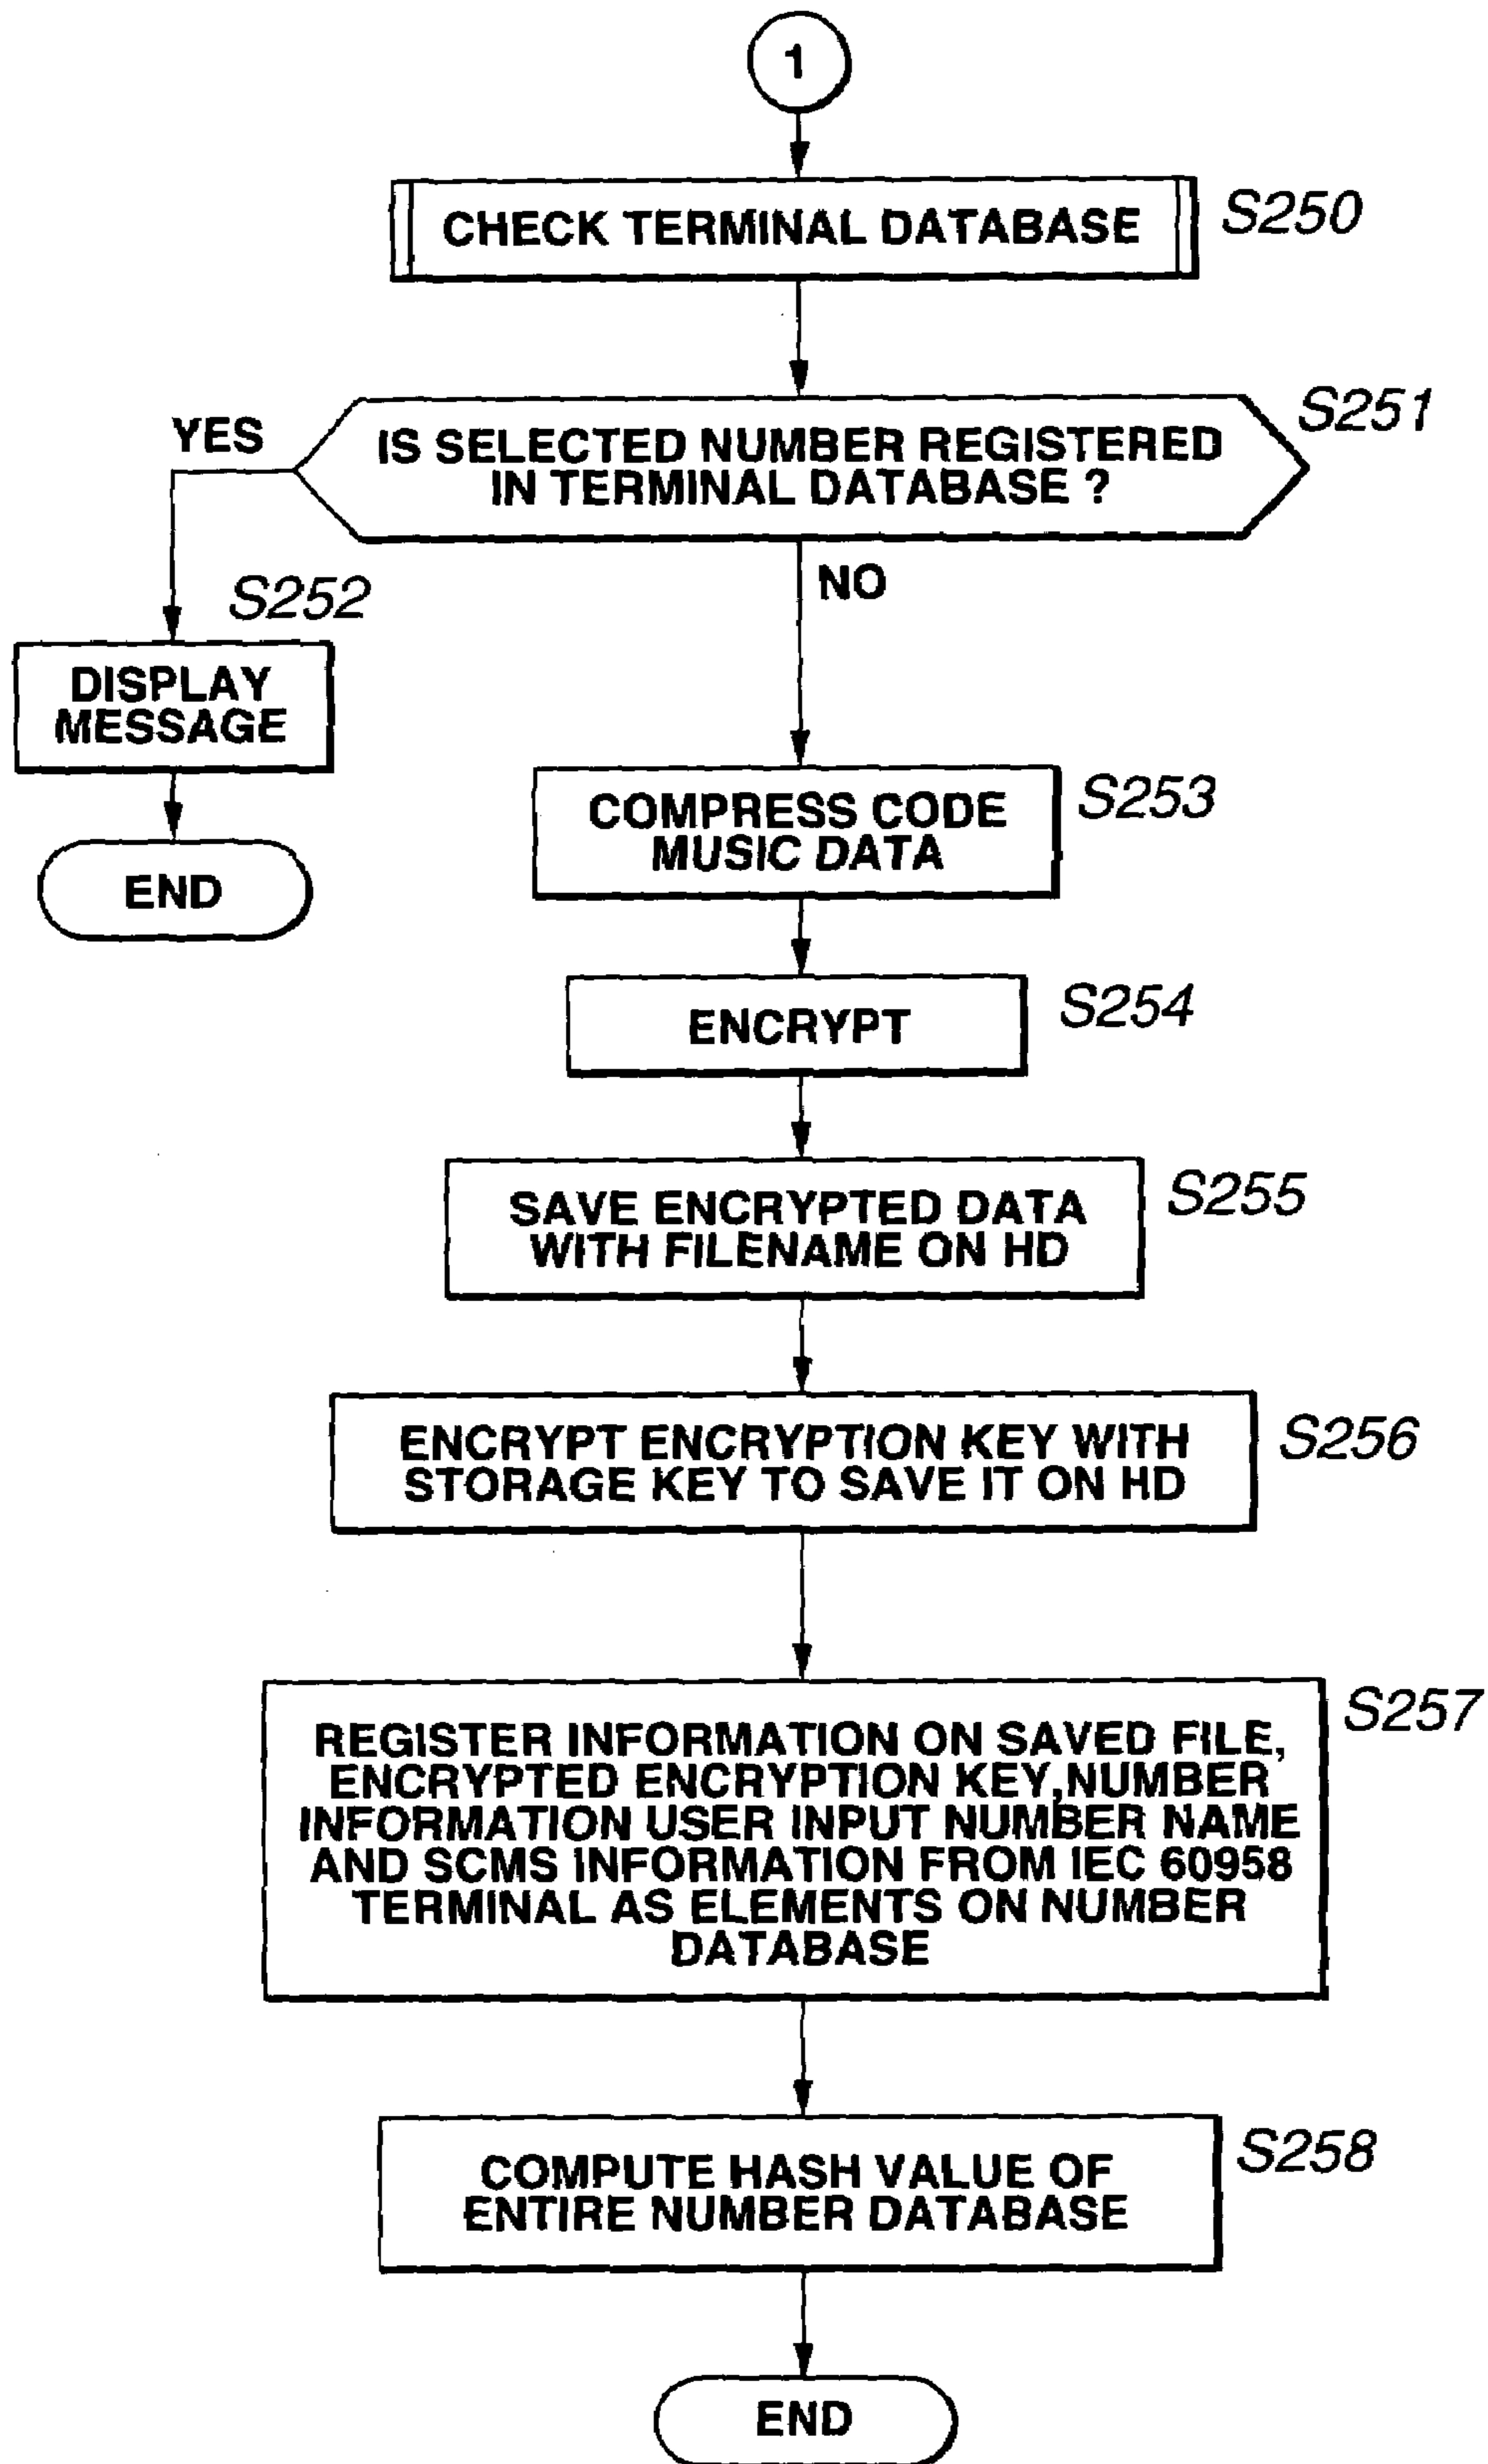 1
CHECK TERMINAL DATABASE
S250
IS SELECTED NUMBER REGISTERED
IN TERMINAL DATABASE ?
S251
YES
NO
S252
DISPLAY
MESSAGE
END
COMPRESS CODE
MUSIC DATA
S253
ENCRYPT
S254
SAVE ENCRYPTED DATA
WITH FILENAME ON HD
S255
ENCRYPT ENCRYPTION KEY WITH
STORAGE KEY TO SAVE IT ON HD
S256
REGISTER INFORMATION ON SAVED FILE,
ENCRYPTED ENCRYPTION KEY,NUMBER
INFORMATION USER INPUT NUMBER NAME
AND SCMS INFORMATION FROM IEC 60958
TERMINAL AS ELEMENTS ON NUMBER
DATABASE
S257
COMPUTE HASH VALUE OF
ENTIRE NUMBER DATABASE
S258
END